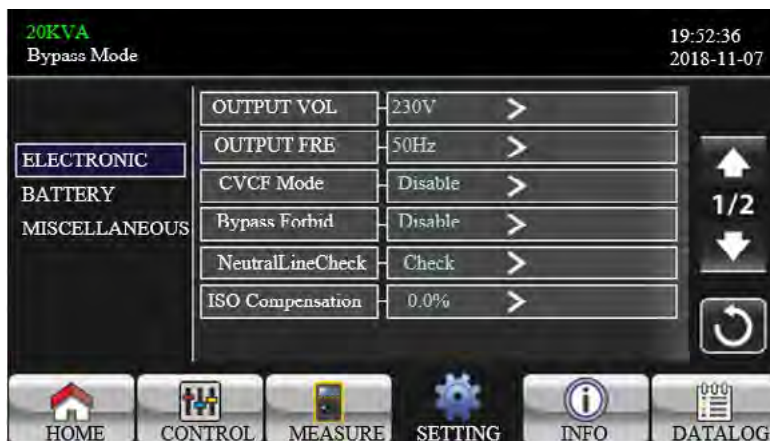 20KVA
Bypass Mode
19:52:36
2018-11-07
ELECTRONIC
BATTERY
MISCELLANEOUS
OUTPUT VOL 230V >
OUTPUT FRE 50Hz >
CVCF Mode Disable >
Bypass Forbid Disable >
NeutralLineCheck Check >
ISO Compensation 0.0% >
1/2
HOME CONTROL MEASURE SETTING INFO DATALOG